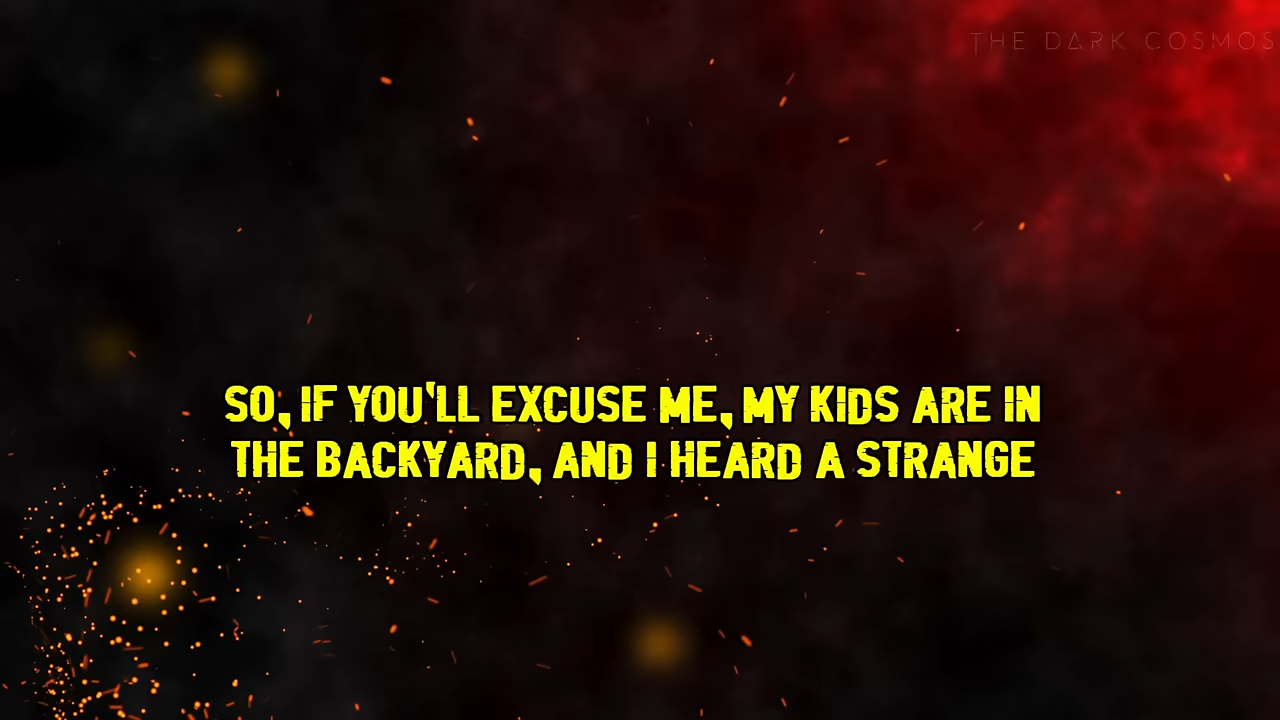 THE DARK COSMOS
SO, IF YOU'LL EXCUSE ME, MY KIDS ARE IN
THE BACKYARD, AND I HEARD A STRANGE